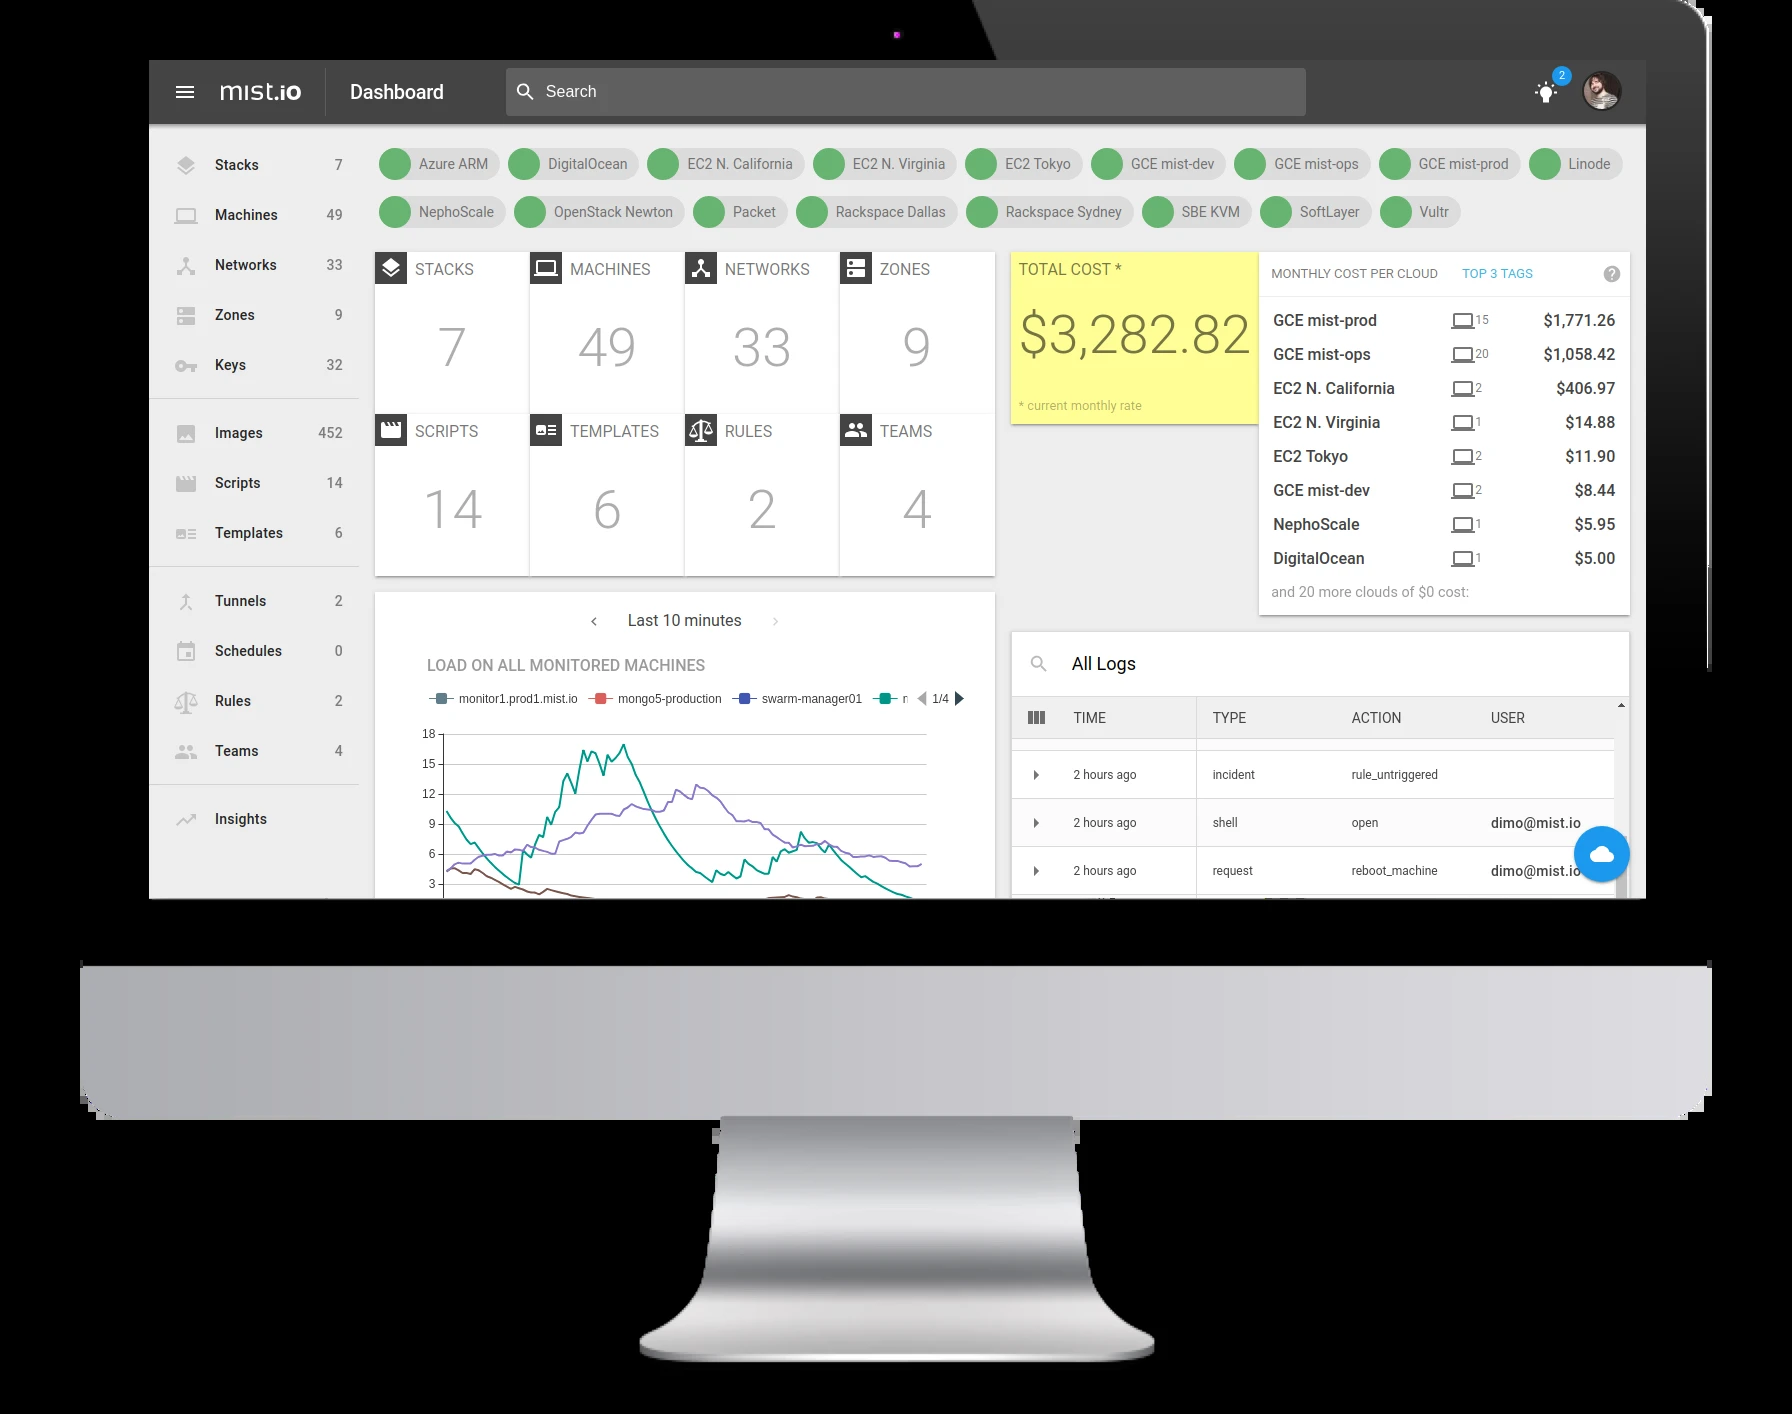 mist.io Dashboard Search 2
Stacks 7
Machines 49
Networks 33
Zones 9
Keys 32
Images 452
Scripts 14
Templates 6
Tunnels 2
Schedules 0
Rules 2
Teams 4
Insights
Azure ARM DigitalOcean EC2 N. California EC2 N. Virginia EC2 Tokyo GCE mist-dev GCE mist-ops GCE mist-prod Linode
NephoScale OpenStack Newton Packet Rackspace Dallas Rackspace Sydney SBE KVM SoftLayer Vultr
STACKS MACHINES NETWORKS ZONES
7 49 33 9
SCRIPTS TEMPLATES RULES TEAMS
14 6 2 4
TOTAL COST *
$3,282.82
* current monthly rate
MONTHLY COST PER CLOUD TOP 3 TAGS ?
GCE mist-prod 15 $1,771.26
GCE mist-ops 20 $1,058.42
EC2 N. California 2 $406.97
EC2 N. Virginia 1 $14.88
EC2 Tokyo 2 $11.90
GCE mist-dev 2 $8.44
NephoScale 1 $5.95
DigitalOcean 1 $5.00
and 20 more clouds of $0 cost:
Last 10 minutes
LOAD ON ALL MONITORED MACHINES
monitor1.prod1.mist.io mongo5-production swarm-manager01 1/4
18
15
12
9
6
3
All Logs
TIME TYPE ACTION USER
2 hours ago incident rule_untriggered
2 hours ago shell open dimo@mist.io
2 hours ago request reboot_machine dimo@mist.io